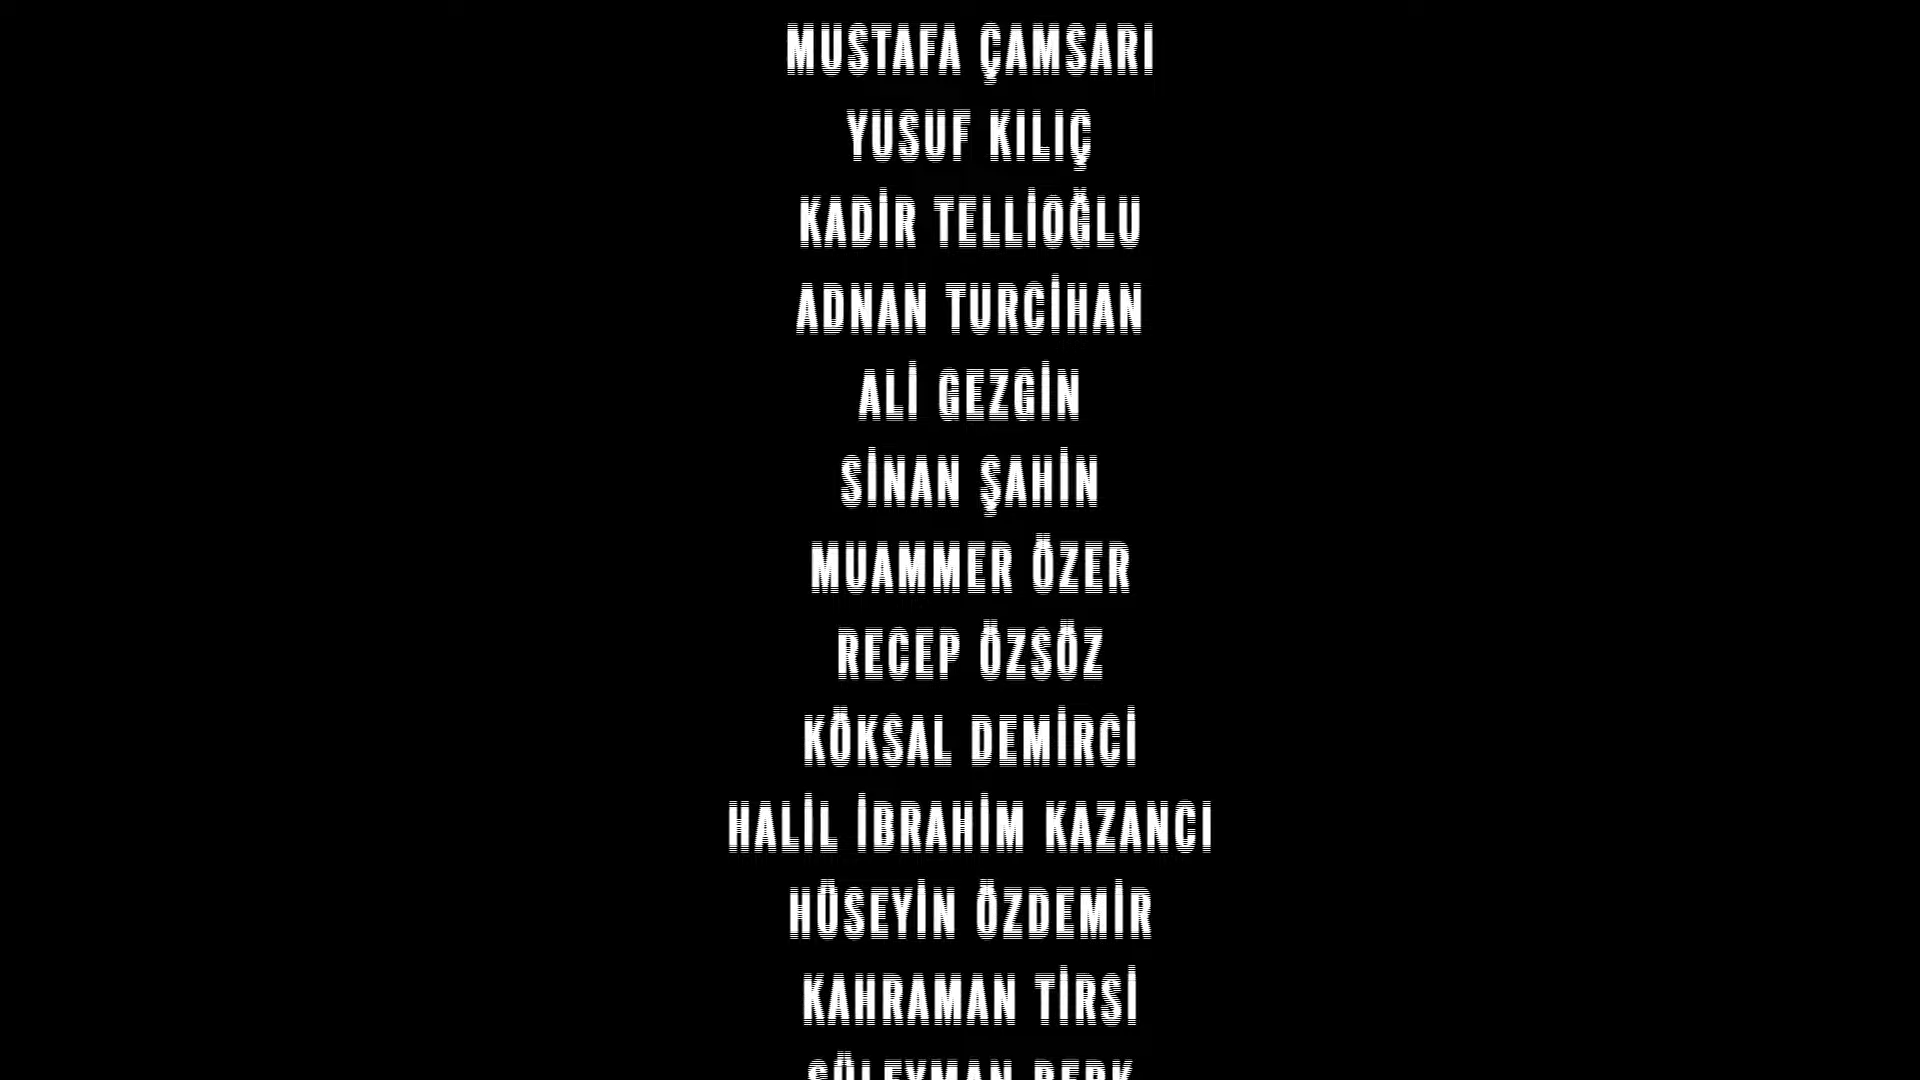 MUSTAFA ÇAMSARI
YUSUF KILIÇ
KADİR TELLİOĞLU
ADNAN TURCİHAN
ALİ GEZGİN
SİNAN ŞAHİN
MUAMMER ÖZER
RECEP ÖZSÖZ
KÖKSAL DEMİRCİ
HALİL İBRAHİM KAZANCI
HÜSEYİN ÖZDEMİR
KAHRAMAN TİRSİ
SÜLEYMAN